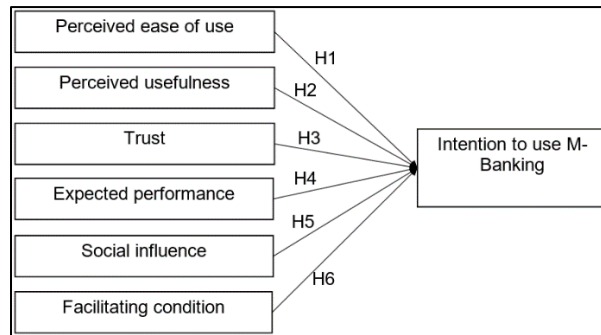 Perceived ease of use
H1
Perceived usefulness
H2
Trust
H3
Intention to use M-
Banking
Expected performance
H4
Social influence
H5
Facilitating condition
H6